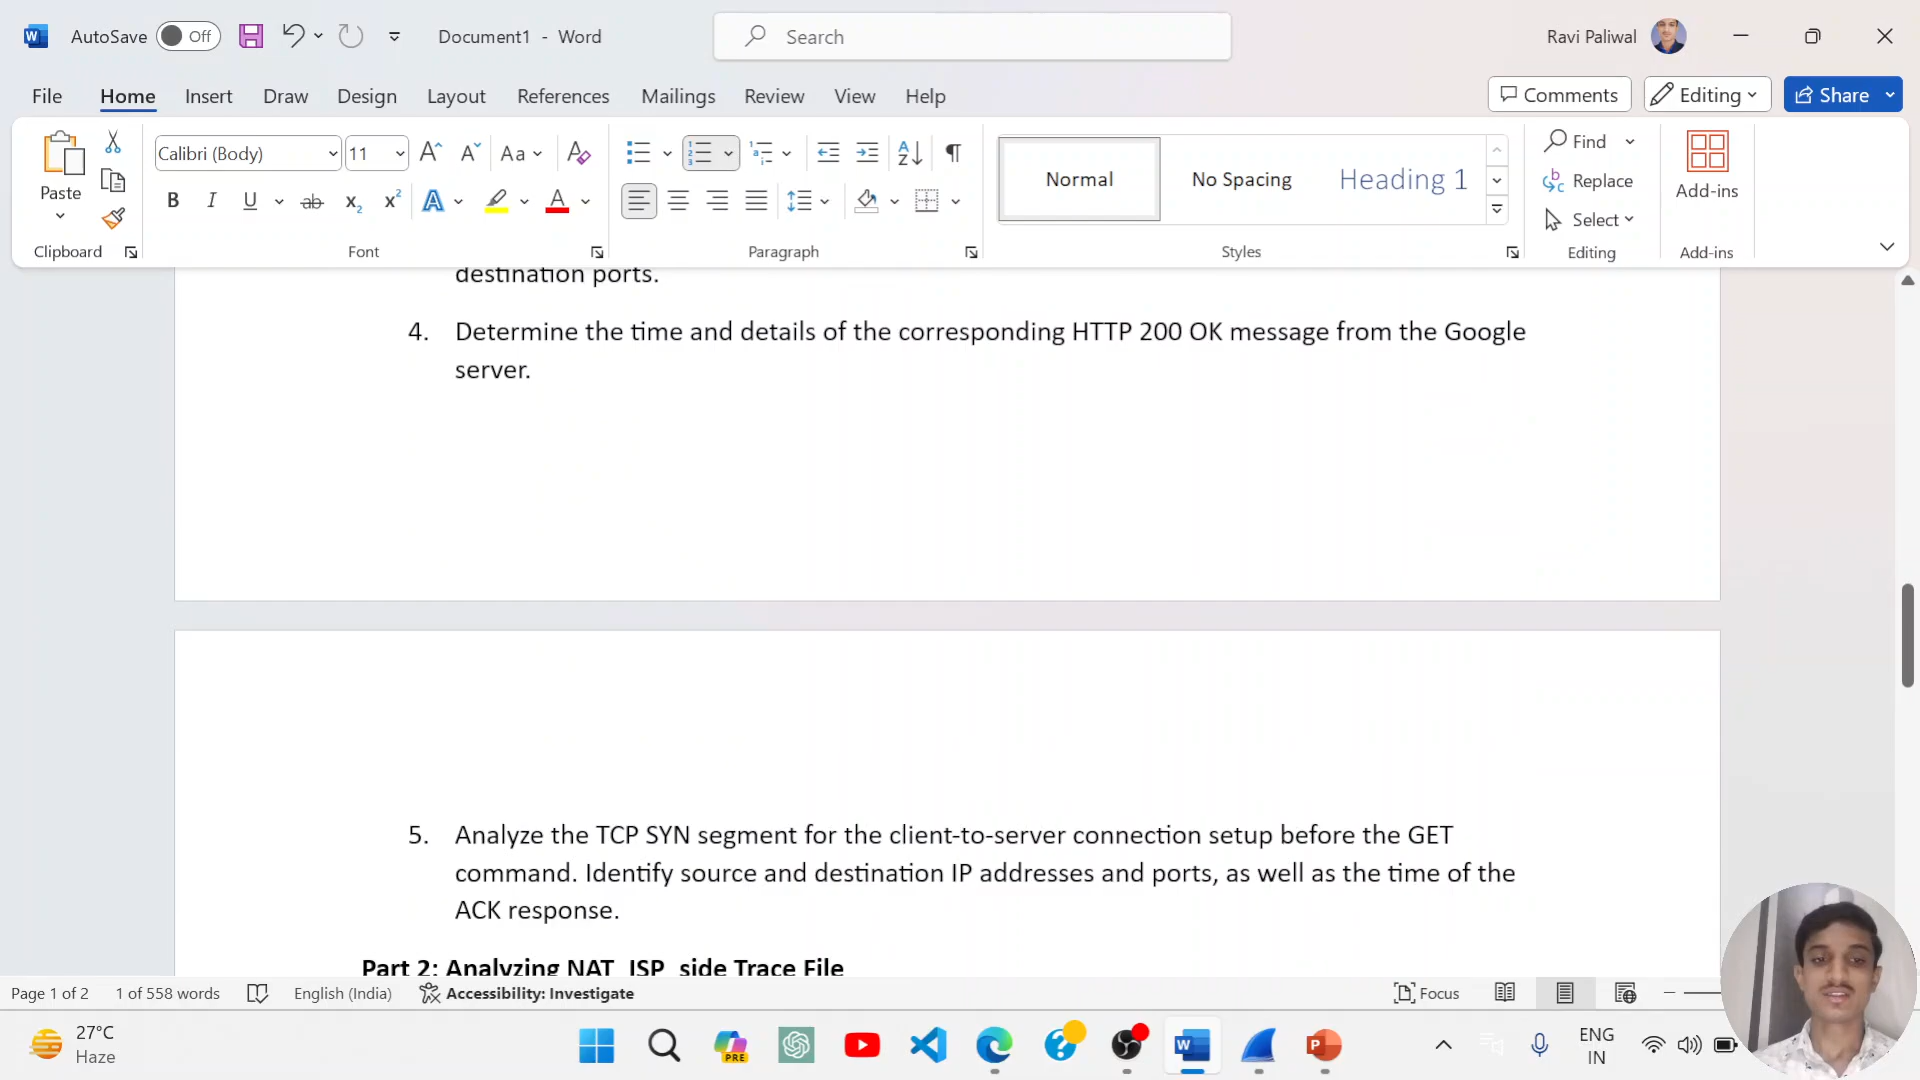 AutoSave Off Document1 - Word Search Ravi Paliwal
File Home Insert Draw Design Layout References Mailings Review View Help Comments Editing Share
Calibri (Body) 11 Aa Normal No Spacing Heading 1 Find
Paste B I U ab x₂ x² A A Replace Add-ins
Select
Clipboard Font Paragraph Styles Editing Add-ins
destination ports.
4. Determine the time and details of the corresponding HTTP 200 OK message from the Google
server.
5. Analyze the TCP SYN segment for the client-to-server connection setup before the GET
command. Identify source and destination IP addresses and ports, as well as the time of the
ACK response.
Part 2: Analyzing NAT_ISP_side Trace File
Page 1 of 2 1 of 558 words English (India) Accessibility: Investigate Focus
27°C
Haze
PRE
ENG
IN